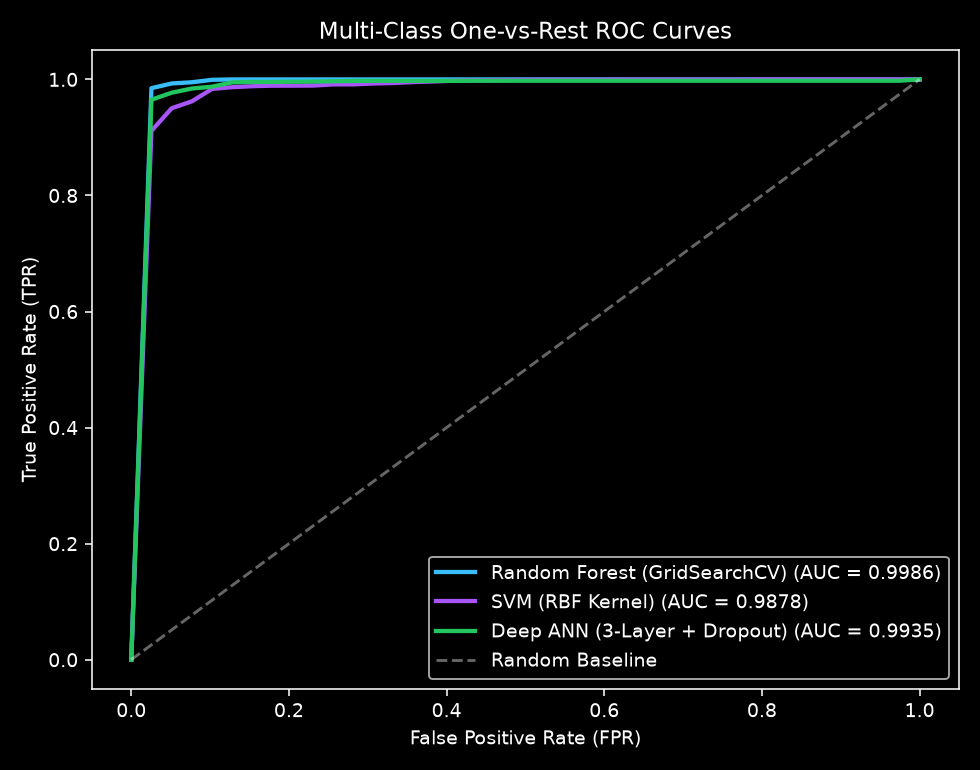 Multi-Class One-vs-Rest ROC Curves
True Positive Rate (TPR)
1.0
0.8
0.6
0.4
0.2
0.0
Random Forest (GridSearchCV) (AUC = 0.9986)
SVM (RBF Kernel) (AUC = 0.9878)
Deep ANN (3-Layer + Dropout) (AUC = 0.9935)
Random Baseline
0.0 0.2 0.4 0.6 0.8 1.0
False Positive Rate (FPR)